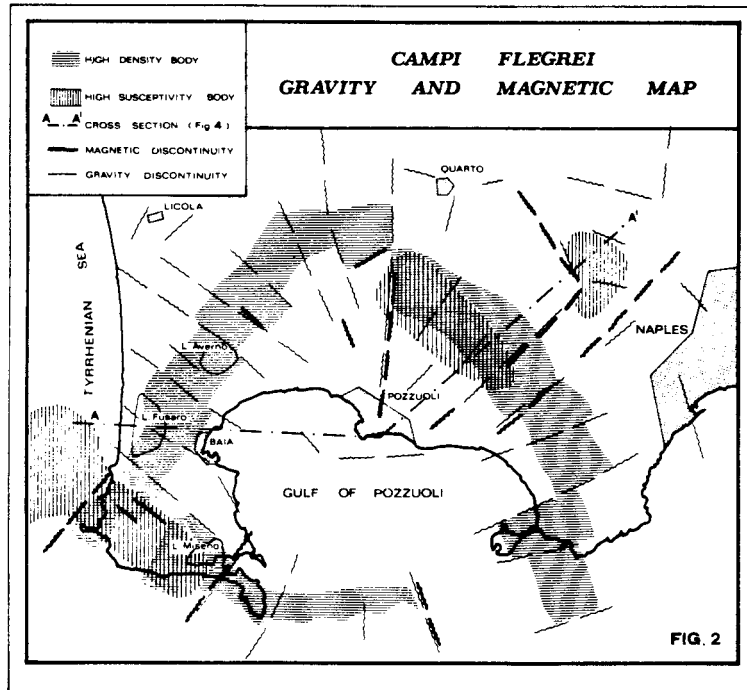 CAMPI FLEGREI
GRAVITY AND MAGNETIC MAP
HIGH DENSITY BODY
HIGH SUSCEPTIVITY BODY
A A' CROSS SECTION (Fig 4)
MAGNETIC DISCONTINUITY
GRAVITY DISCONTINUITY
QUARTO
LICOLA
A'
TYRRHENIAN SEA
NAPLES
L Averno
POZZUOLI
A
L Fusaro
BAIA
GULF OF POZZUOLI
L Miseno
FIG. 2